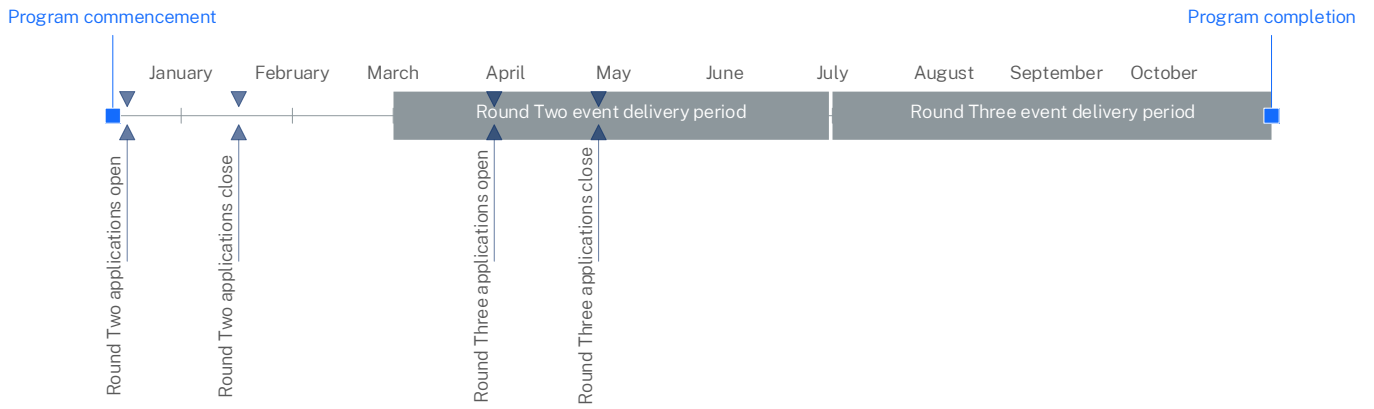 Program commencement
Program completion
January
February
March
April
May
June
July
August
September
October
Round Two event delivery period
Round Three event delivery period
Round Two applications open
Round Two applications close
Round Three applications open
Round Three applications close